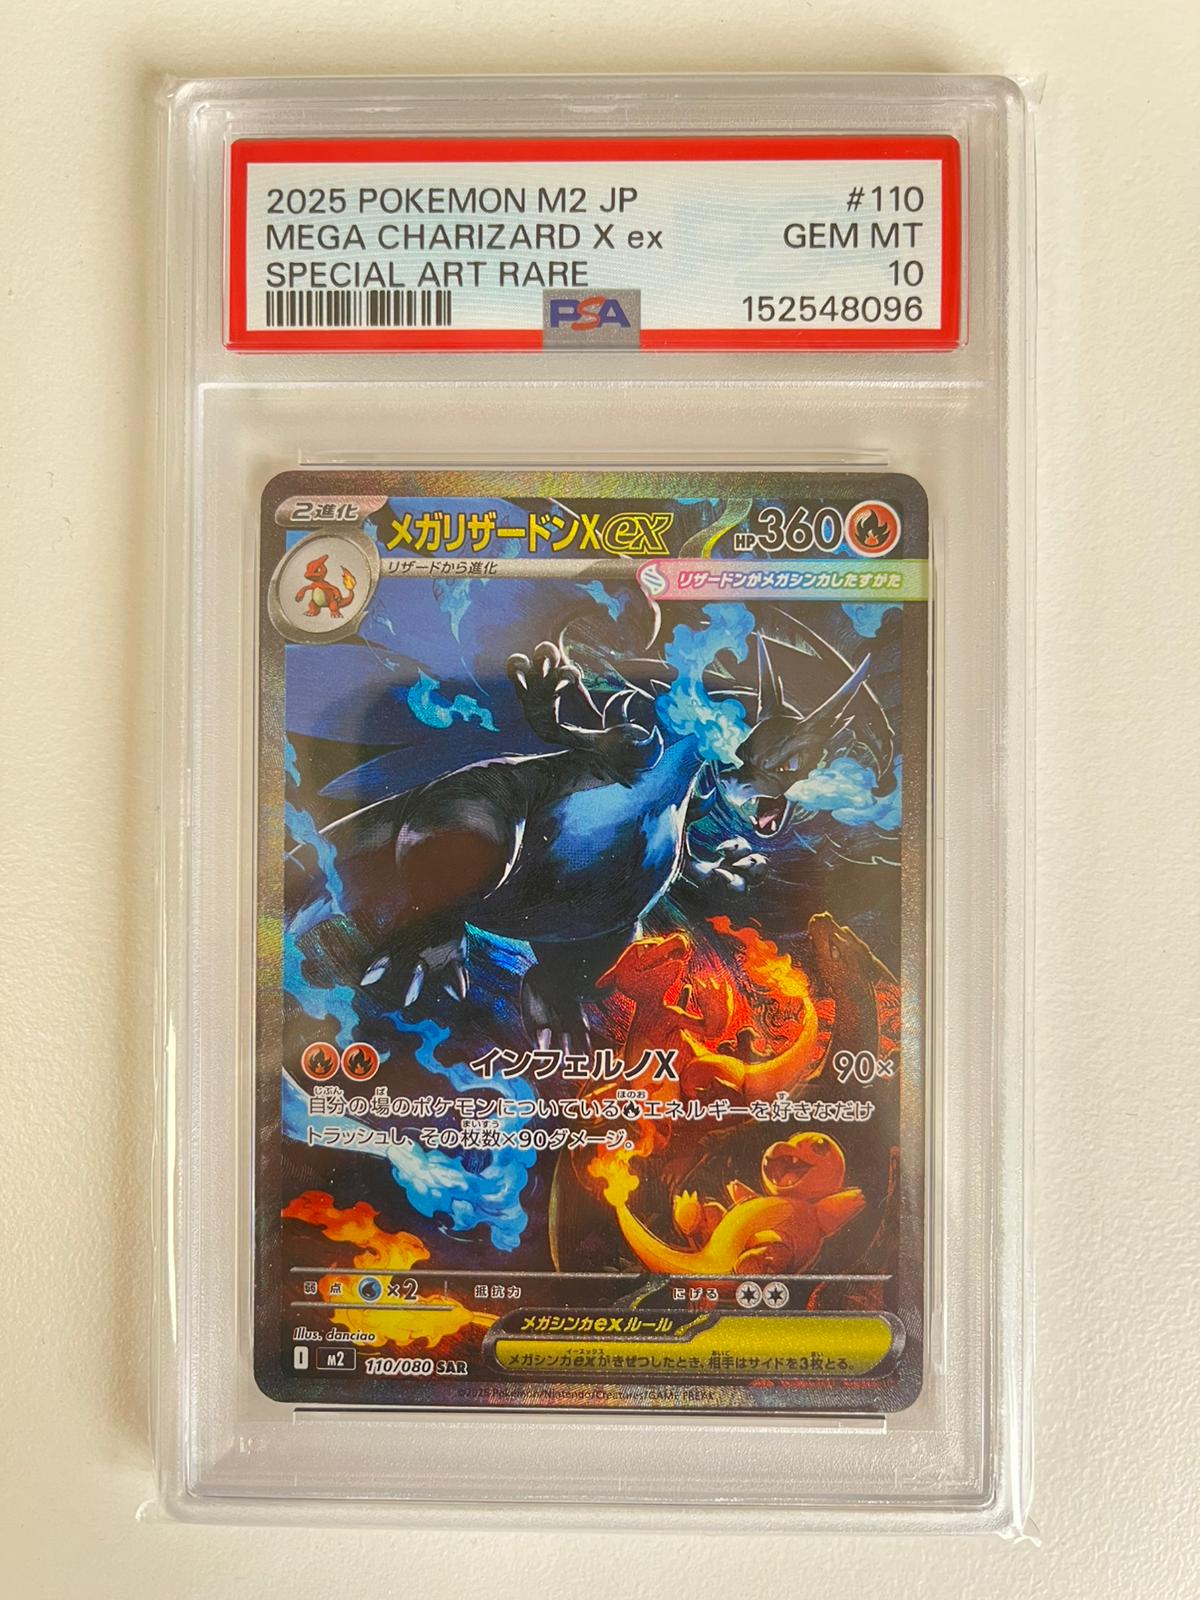 2025 POKEMON M2 JP #110
MEGA CHARIZARD X ex GEM MT
SPECIAL ART RARE 10
PSA 152548096
2進化 メガリザードンXex HP360
リザードから進化
リザードンがメガシンカしたすがた
インフェルノX 90×
自分の場のポケモンについている エネルギーを好きなだけ
トラッシュし、その枚数×90ダメージ。
弱点 ×2 抵抗力 にげる
メガシンカexルール
Illus. danciao
メガシンカexがきぜつしたとき、相手はサイドを3枚とる。
I M2 110/080 SAR
©2025 Pokémon/Nintendo/Creatures/GAME FREAK